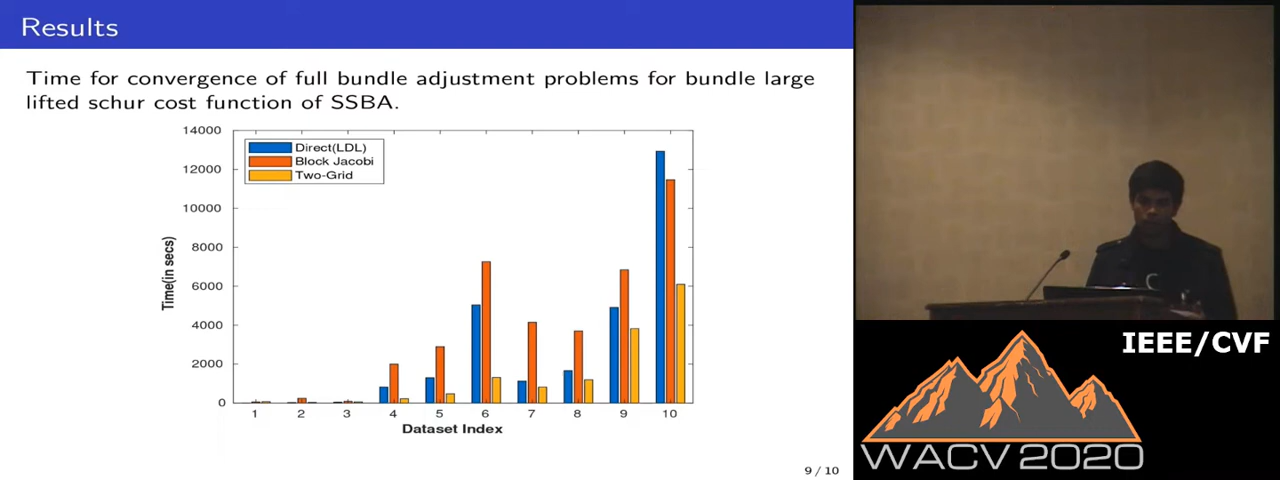 Results
Time for convergence of full bundle adjustment problems for bundle large
lifted schur cost function of SSBA.
14000
12000
10000
8000
6000
4000
2000
0
Time(in secs)
Direct(LDL)
Block Jacobi
Two-Grid
1 2 3 4 5 6 7 8 9 10
Dataset Index
9 / 10
IEEE/CVF
WACV 2020